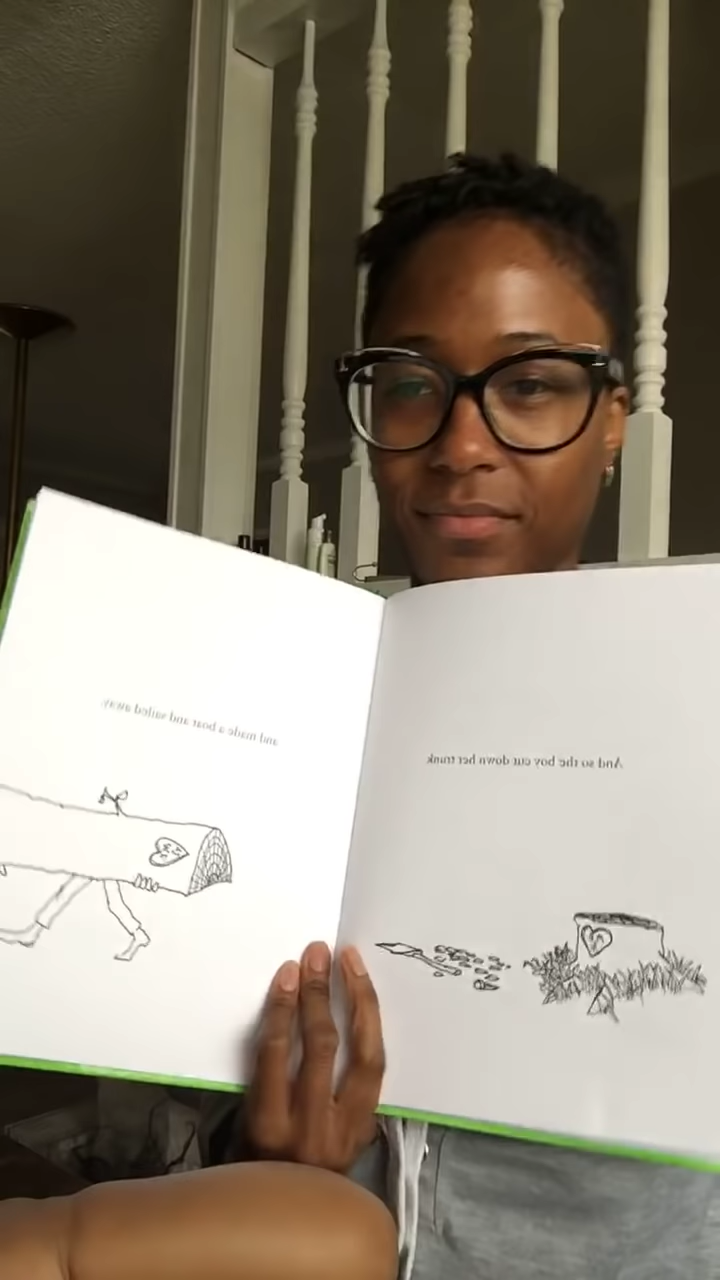 And so the boy cut down her trunk
and made a boat and sailed away.